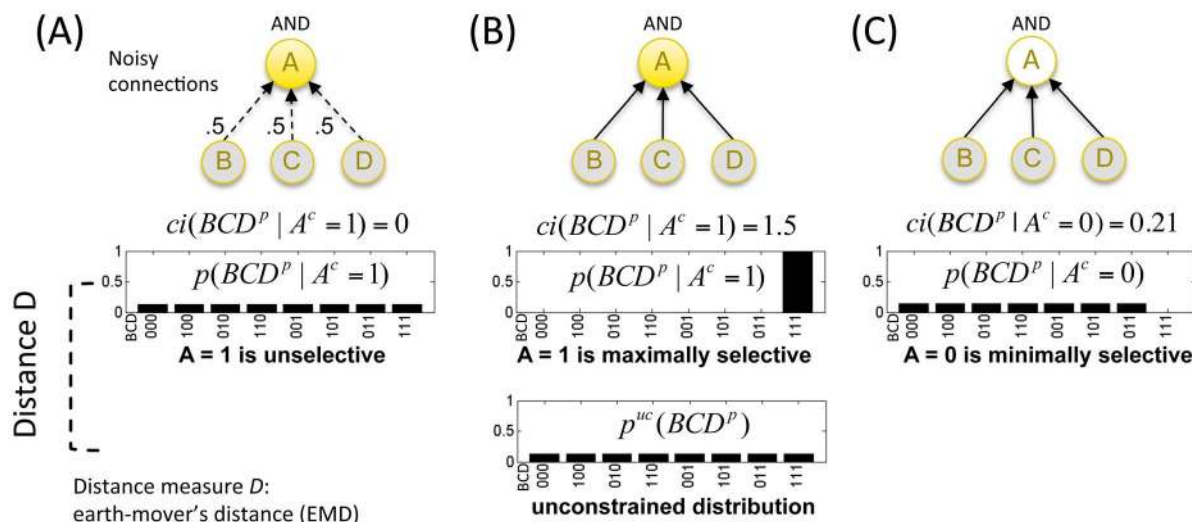 (A)
AND
Noisy
connections
A
.5 .5 .5
B C D
ci(BCD^p | A^c = 1) = 0
1
0.5
0
p(BCD^p | A^c = 1)
BCD 000 100 010 110 001 101 011 111
A = 1 is unselective
Distance D
Distance measure D:
earth-mover's distance (EMD)
(B)
AND
A
B C D
ci(BCD^p | A^c = 1) = 1.5
1
0.5
0
p(BCD^p | A^c = 1)
BCD 000 100 010 110 001 101 011 111
A = 1 is maximally selective
1
0.5
0
p^uc(BCD^p)
BCD 000 100 010 110 001 101 011 111
unconstrained distribution
(C)
AND
A
B C D
ci(BCD^p | A^c = 0) = 0.21
1
0.5
0
p(BCD^p | A^c = 0)
BCD 000 100 010 110 001 101 011 111
A = 0 is minimally selective